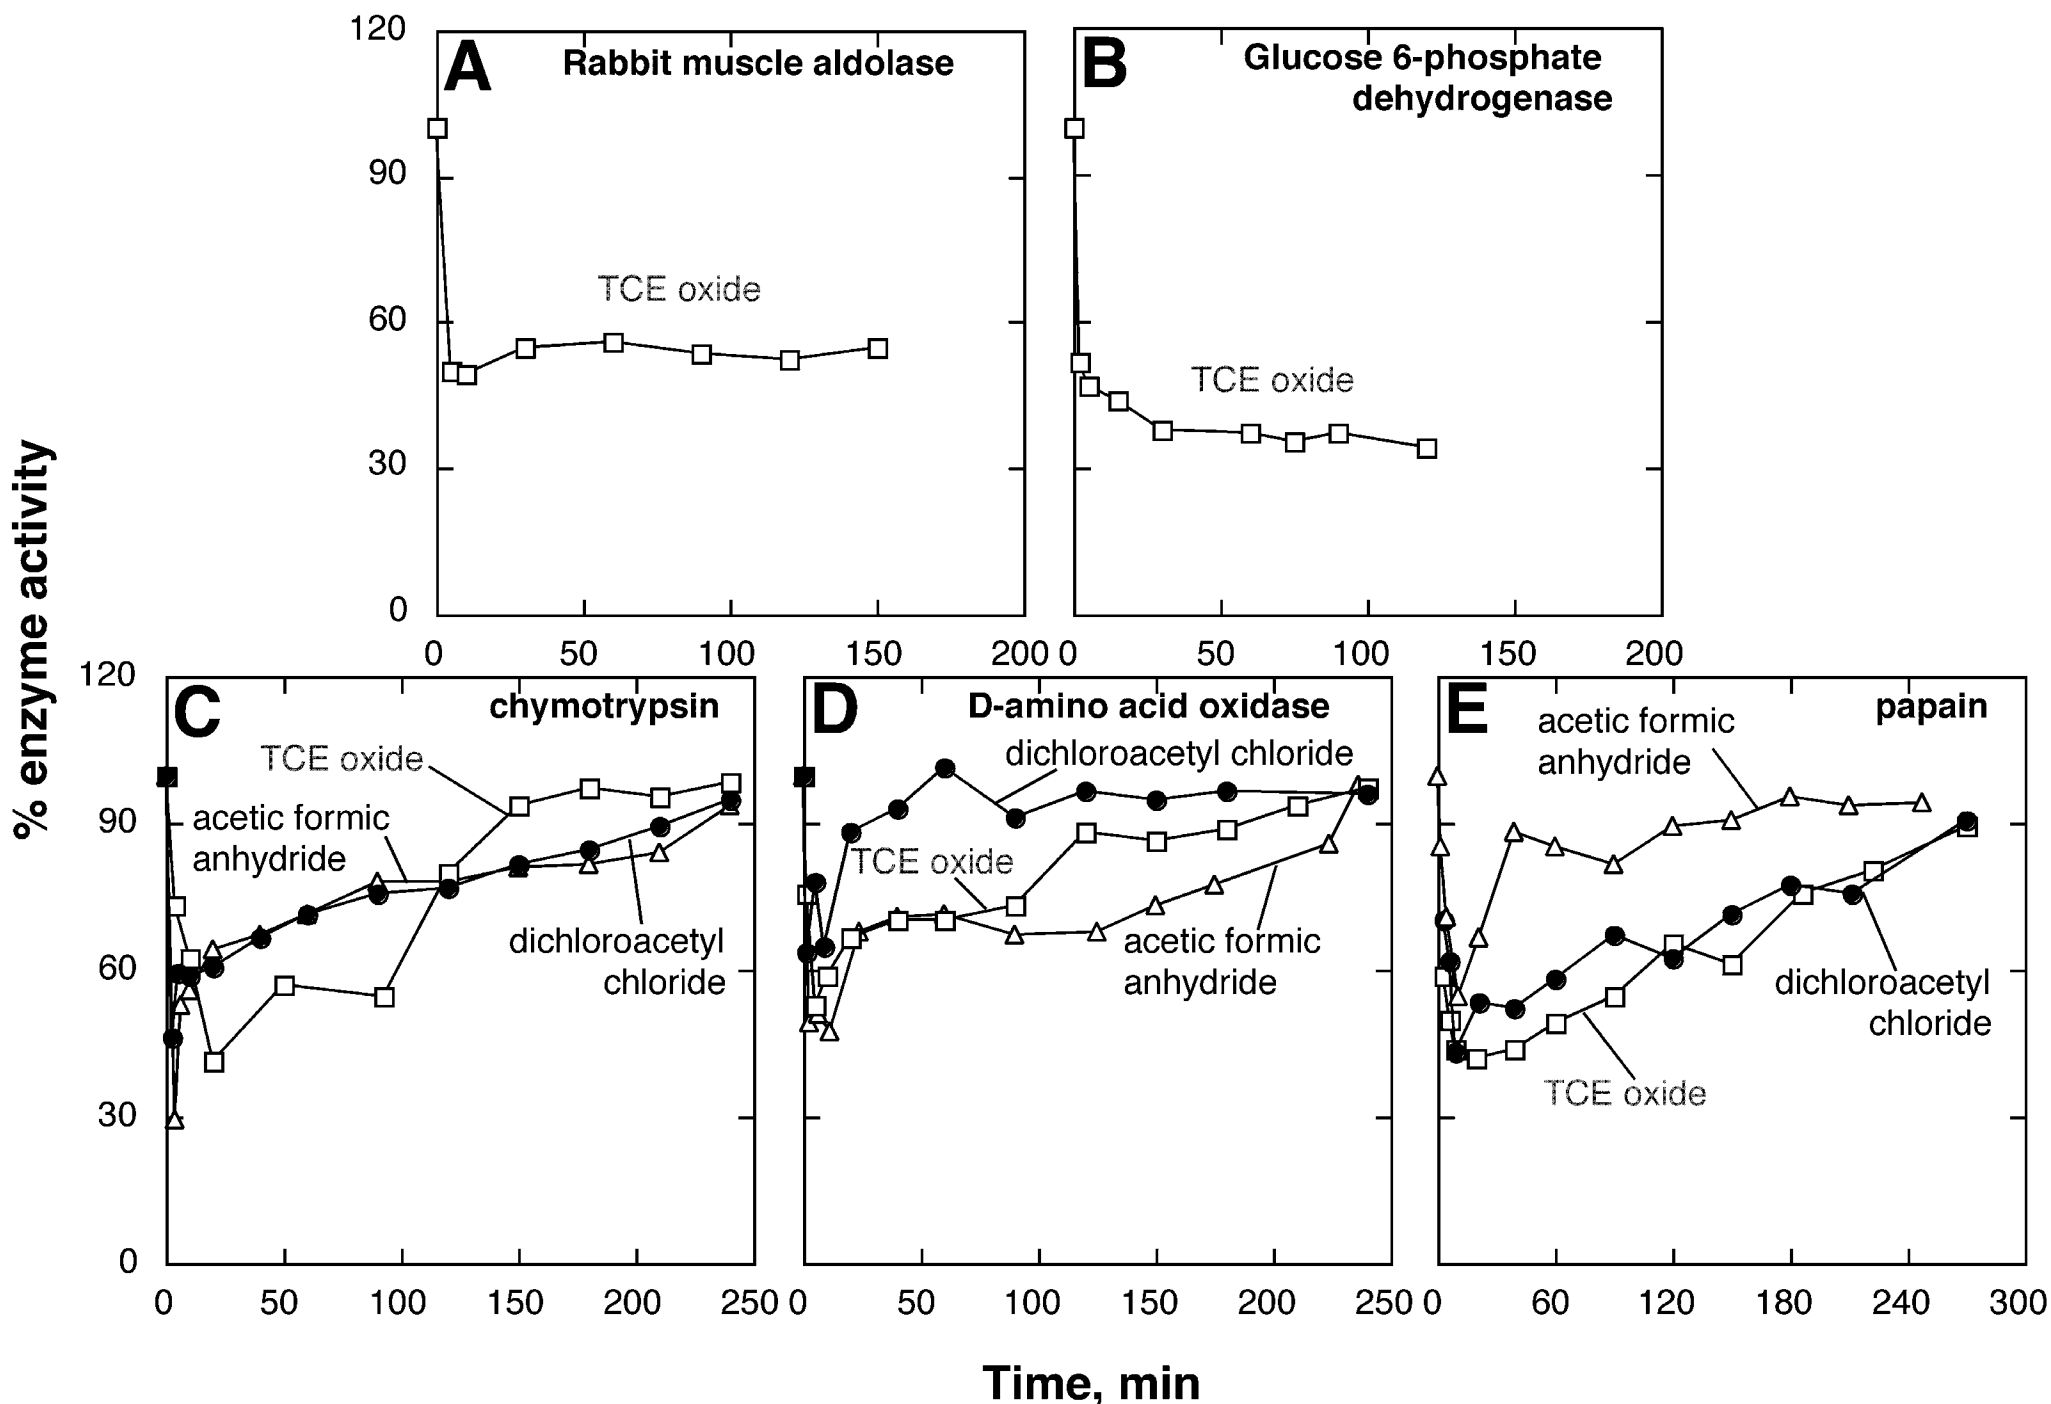 % enzyme activity
A
Rabbit muscle aldolase
120
90
60
30
0
TCE oxide
0 50 100 150 200
B
Glucose 6-phosphate
dehydrogenase
TCE oxide
0 50 100 150 200
C
chymotrypsin
120
90
60
30
0
TCE oxide
acetic formic
anhydride
dichloroacetyl
chloride
0 50 100 150 200 250
D
D-amino acid oxidase
dichloroacetyl chloride
TCE oxide
acetic formic
anhydride
0 50 100 150 200 250
E
papain
acetic formic
anhydride
dichloroacetyl
chloride
TCE oxide
0 60 120 180 240 300
Time, min